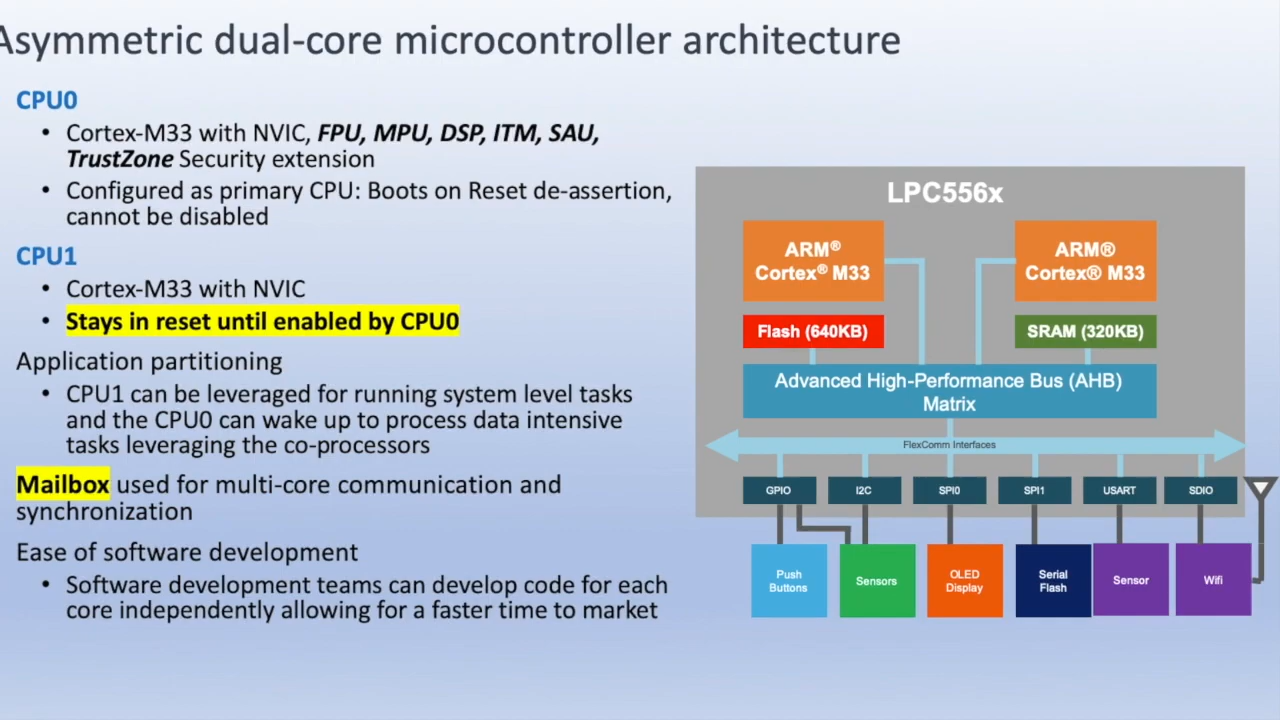 Asymmetric dual-core microcontroller architecture
CPU0
• Cortex-M33 with NVIC, FPU, MPU, DSP, ITM, SAU,
TrustZone Security extension
• Configured as primary CPU: Boots on Reset de-assertion,
cannot be disabled
CPU1
• Cortex-M33 with NVIC
• Stays in reset until enabled by CPU0
Application partitioning
• CPU1 can be leveraged for running system level tasks
and the CPU0 can wake up to process data intensive
tasks leveraging the co-processors
Mailbox used for multi-core communication and
synchronization
Ease of software development
• Software development teams can develop code for each
core independently allowing for a faster time to market
LPC556x
ARM®
Cortex® M33
ARM®
Cortex® M33
Flash (640KB)
SRAM (320KB)
Advanced High-Performance Bus (AHB)
Matrix
FlexComm Interfaces
GPIO
I2C
SPI0
SPI1
USART
SDIO
Push
Buttons
Sensors
OLED
Display
Serial
Flash
Sensor
Wifi